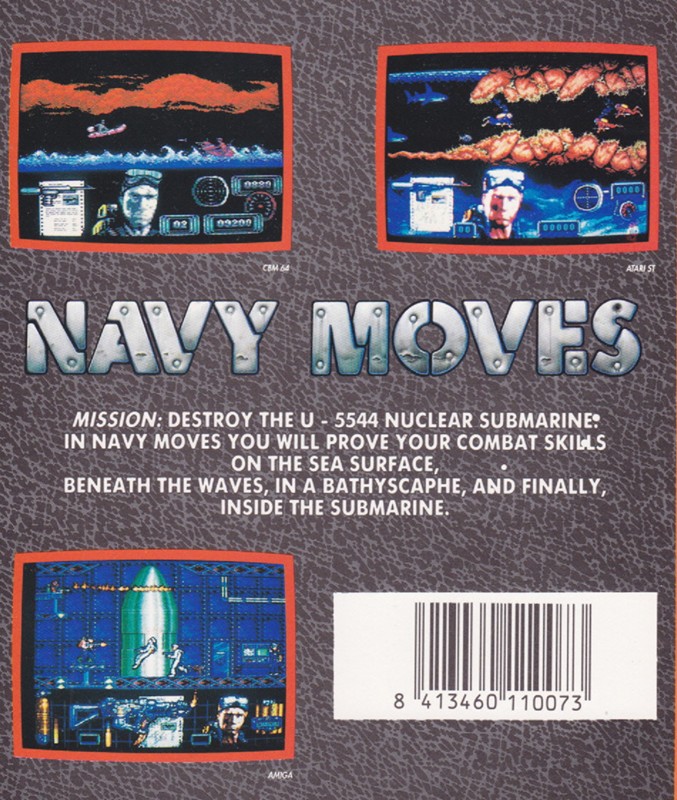 CBM 64
ATARI ST
NAVY MOVES
MISSION: DESTROY THE U - 5544 NUCLEAR SUBMARINE.
IN NAVY MOVES YOU WILL PROVE YOUR COMBAT SKILLS
ON THE SEA SURFACE,
BENEATH THE WAVES, IN A BATHYSCAPHE, AND FINALLY,
INSIDE THE SUBMARINE.
AMIGA
8 413460 110073